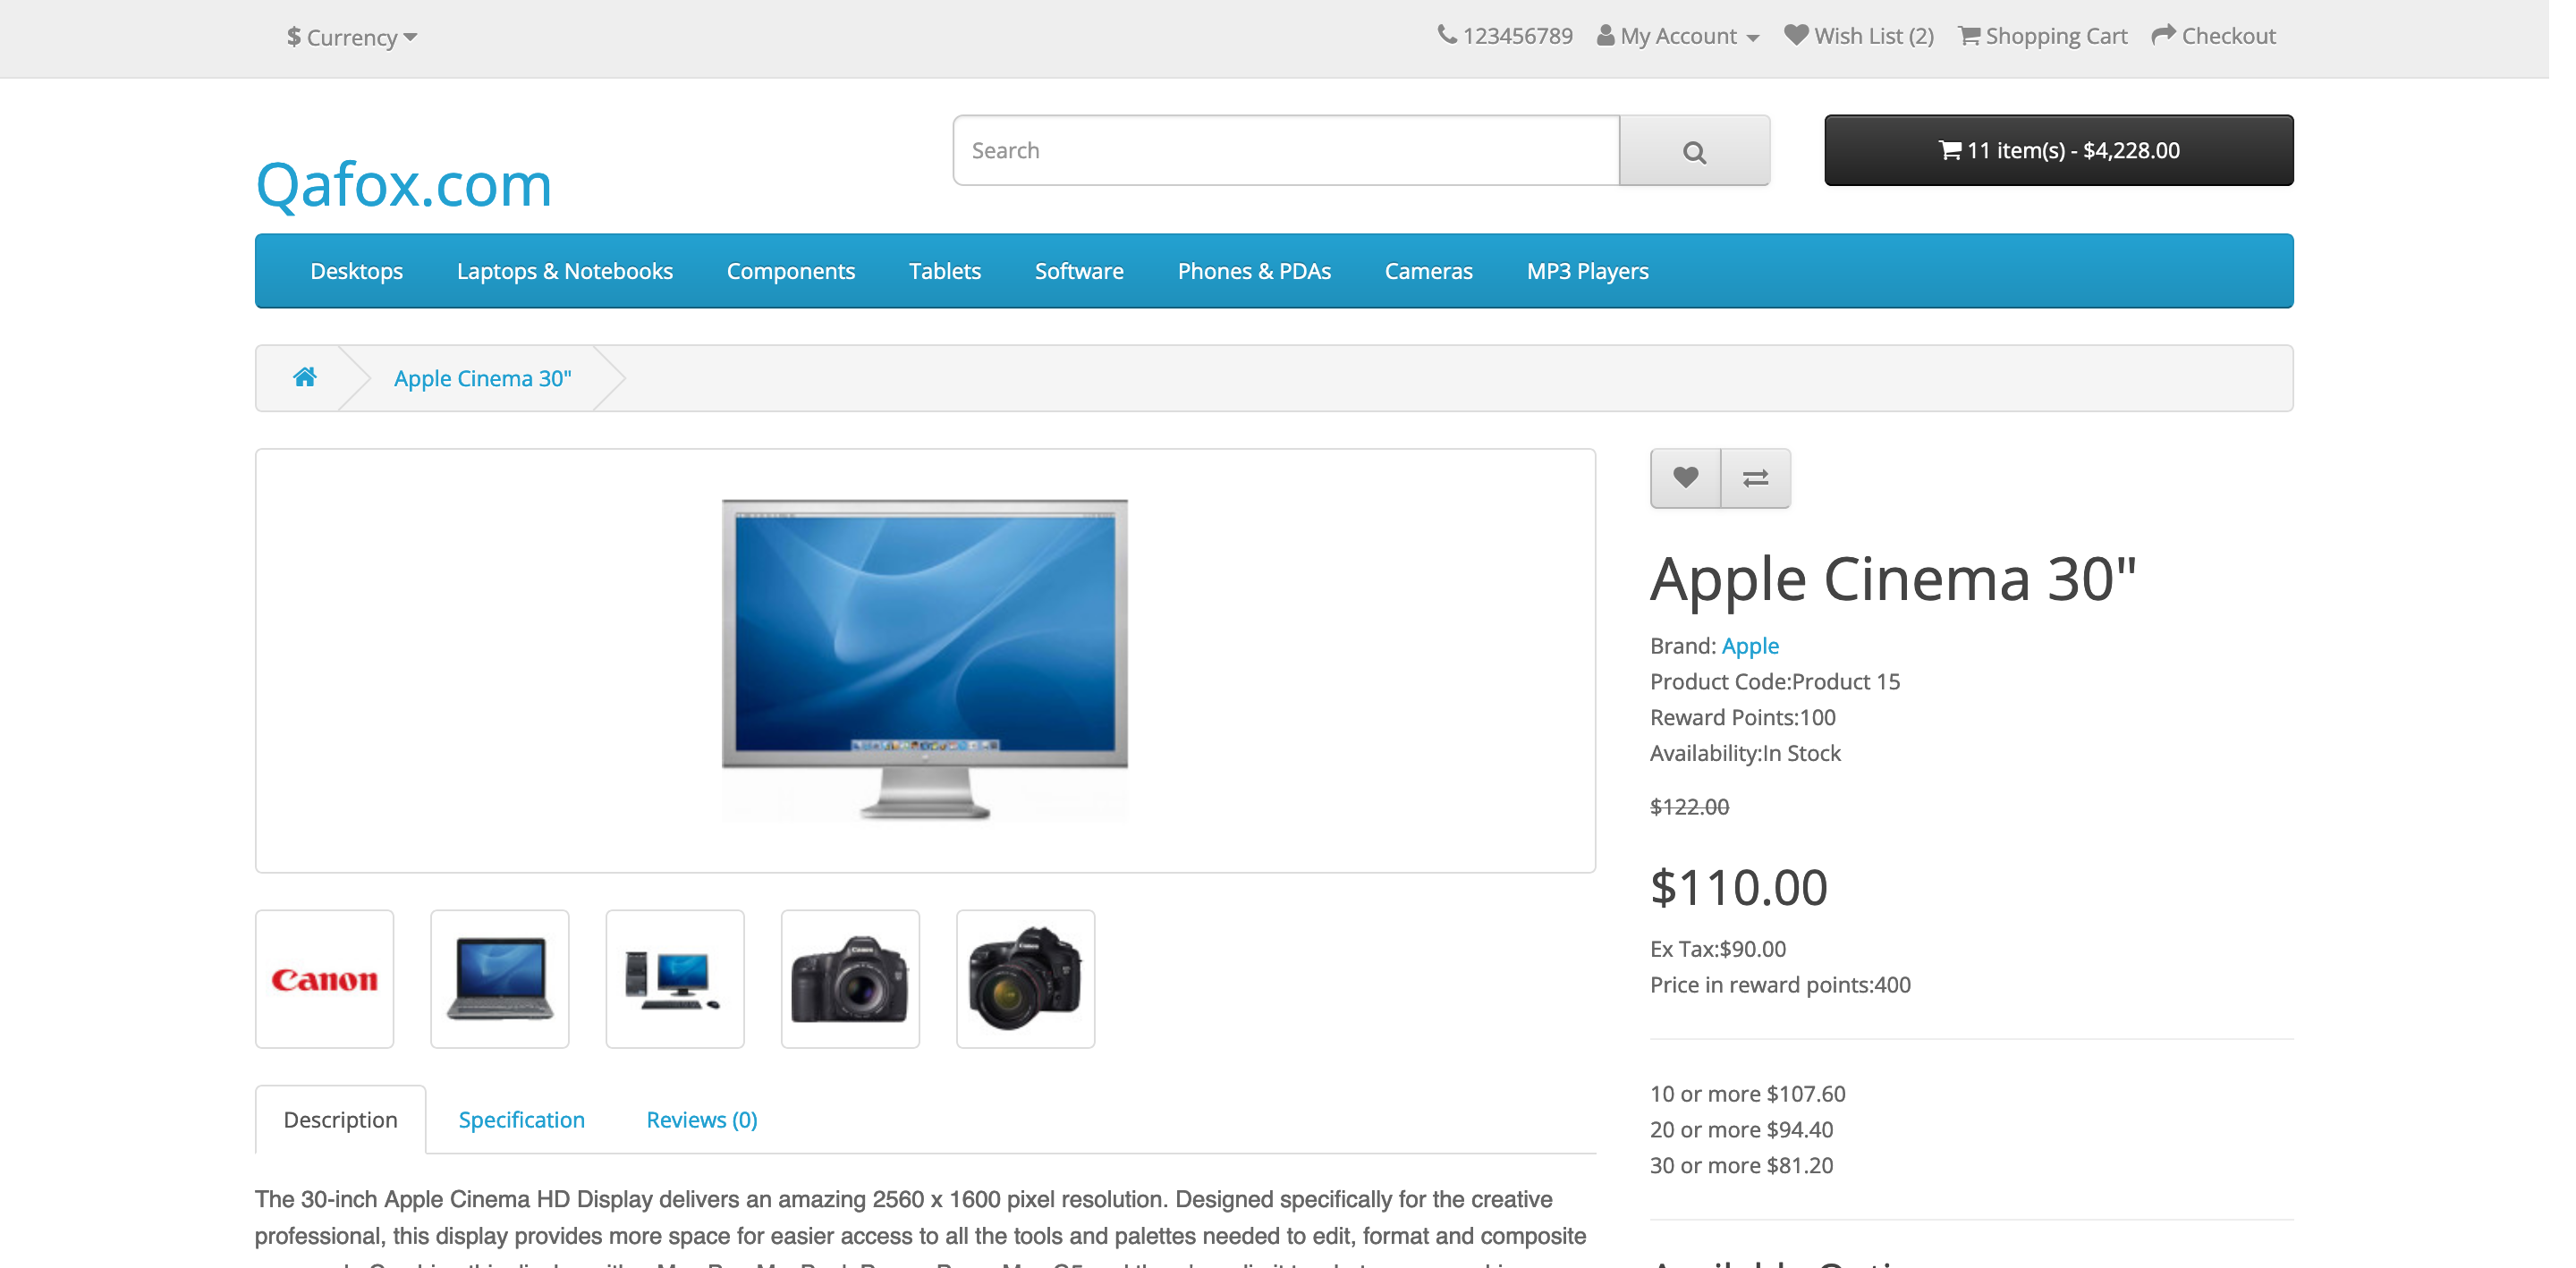 $ Currency
123456789 My Account Wish List (2) Shopping Cart Checkout
Qafox.com
Search
11 item(s) - $4,228.00
Desktops Laptops & Notebooks Components Tablets Software Phones & PDAs Cameras MP3 Players
Apple Cinema 30"
Apple Cinema 30"
Brand: Apple
Product Code:Product 15
Reward Points:100
Availability:In Stock
$122.00
$110.00
Ex Tax:$90.00
Price in reward points:400
10 or more $107.60
20 or more $94.40
30 or more $81.20
Canon
Description Specification Reviews (0)
The 30-inch Apple Cinema HD Display delivers an amazing 2560 x 1600 pixel resolution. Designed specifically for the creative
professional, this display provides more space for easier access to all the tools and palettes needed to edit, format and composite